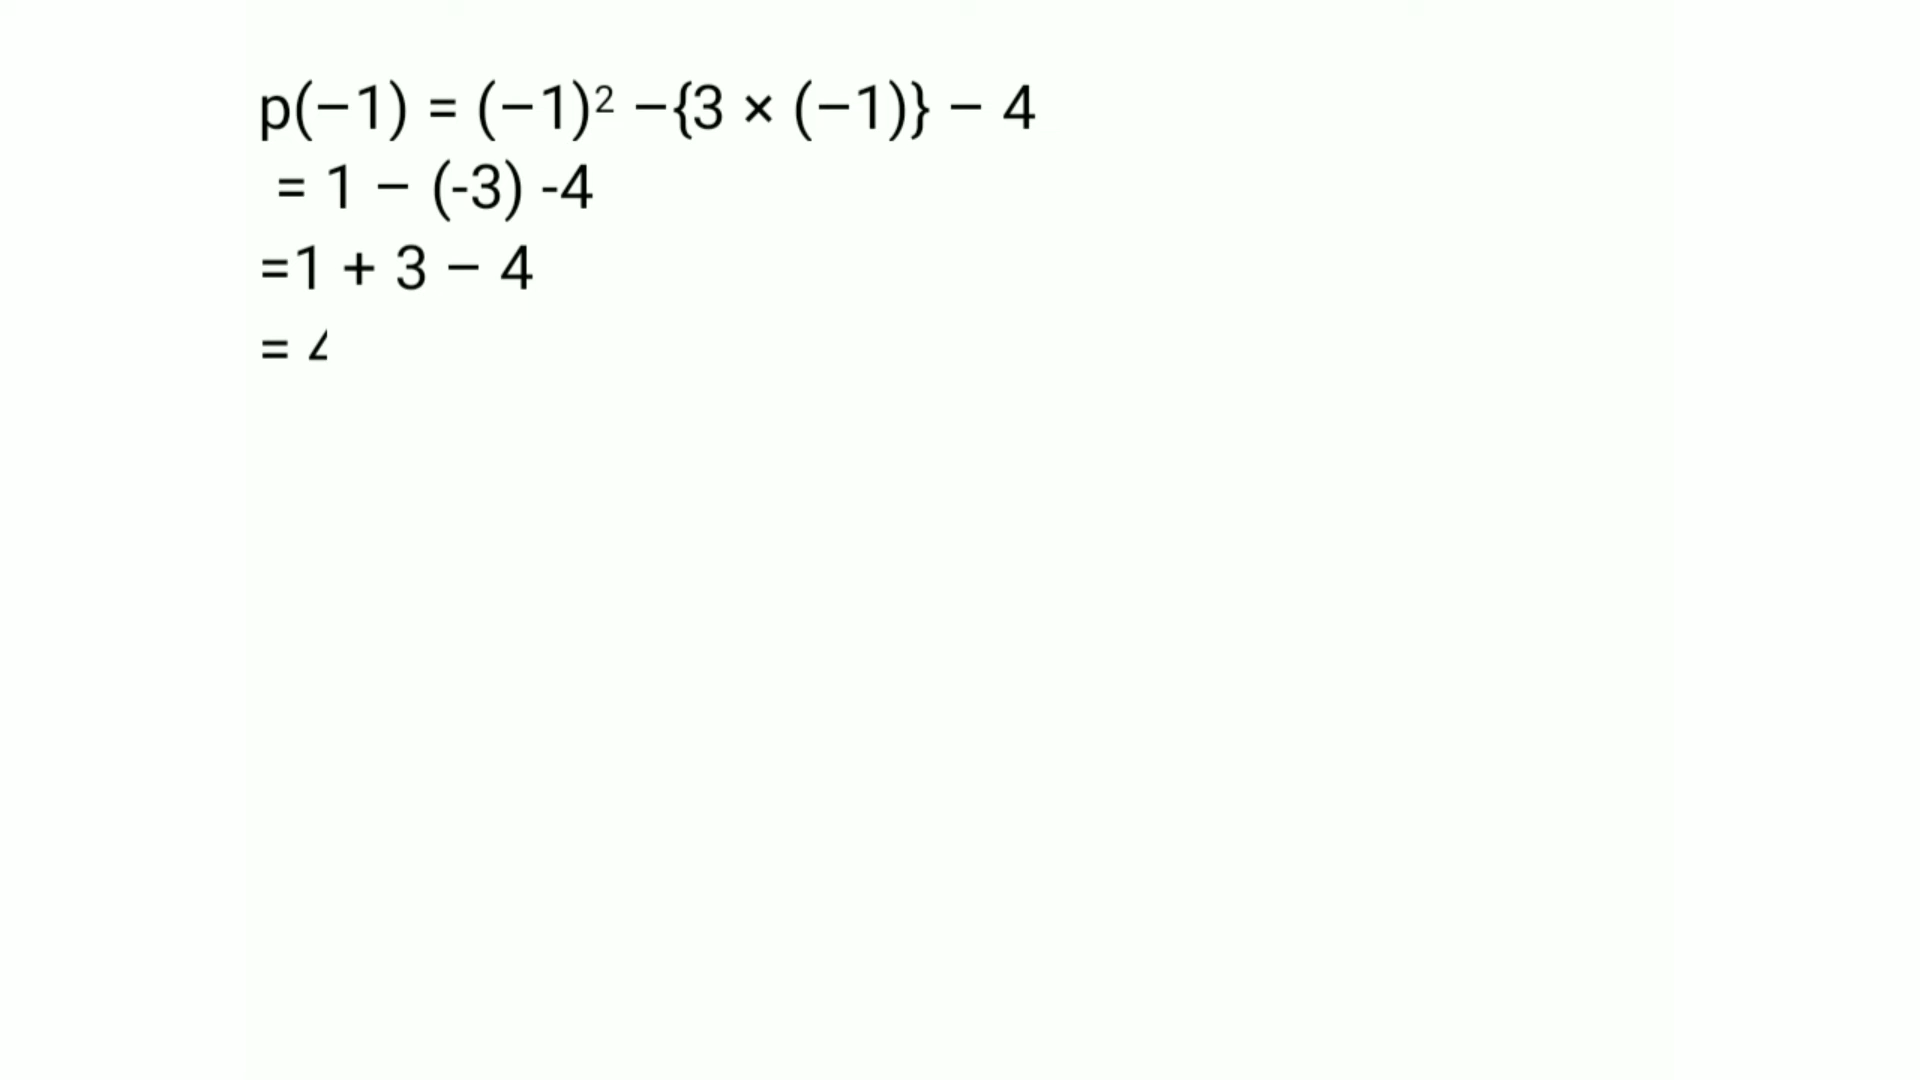 p(−1) = (−1)² −{3 × (−1)} − 4
= 1 − (-3) -4
=1 + 3 − 4
=